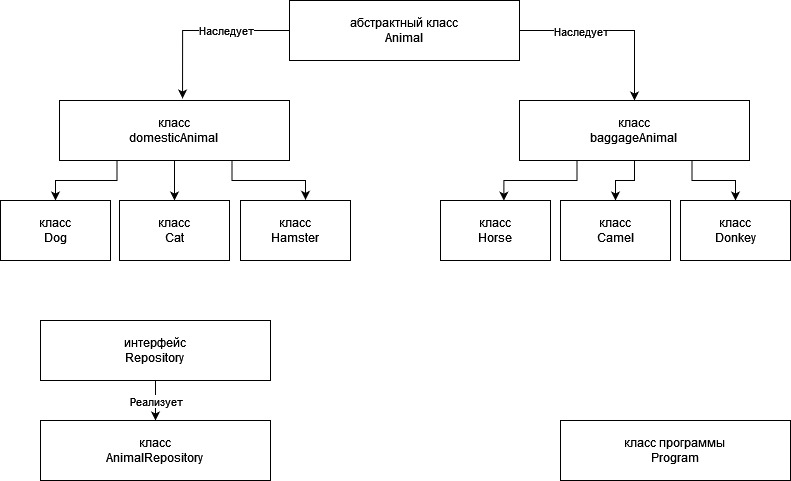 абстрактный класс
Animal
Наследует
Наследует
класс
domesticAnimal
класс
baggageAnimal
класс
Dog
класс
Cat
класс
Hamster
класс
Horse
класс
Camel
класс
Donkey
интерфейс
Repository
Реализует
класс
AnimalRepository
класс программы
Program